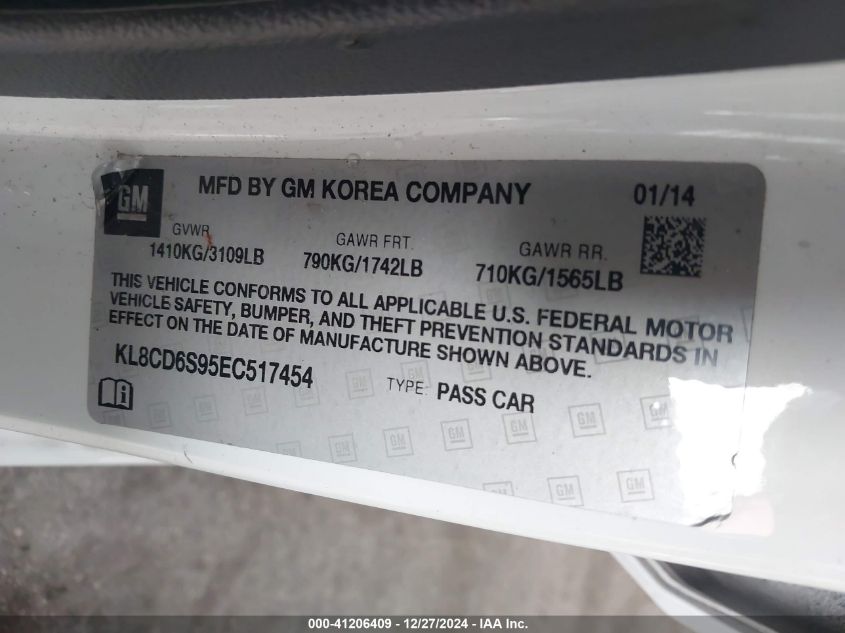 GM
MFD BY GM KOREA COMPANY
01/14
GVWR
GAWR FRT.
GAWR RR.
1410KG/3109LB
790KG/1742LB
710KG/1565LB
THIS VEHICLE CONFORMS TO ALL APPLICABLE U.S. FEDERAL MOTOR
VEHICLE SAFETY, BUMPER, AND THEFT PREVENTION STANDARDS IN
EFFECT ON THE DATE OF MANUFACTURE SHOWN ABOVE.
KL8CD6S95EC517454
TYPE: PASS CAR
000-41206409 - 12/27/2024 - IAA Inc.